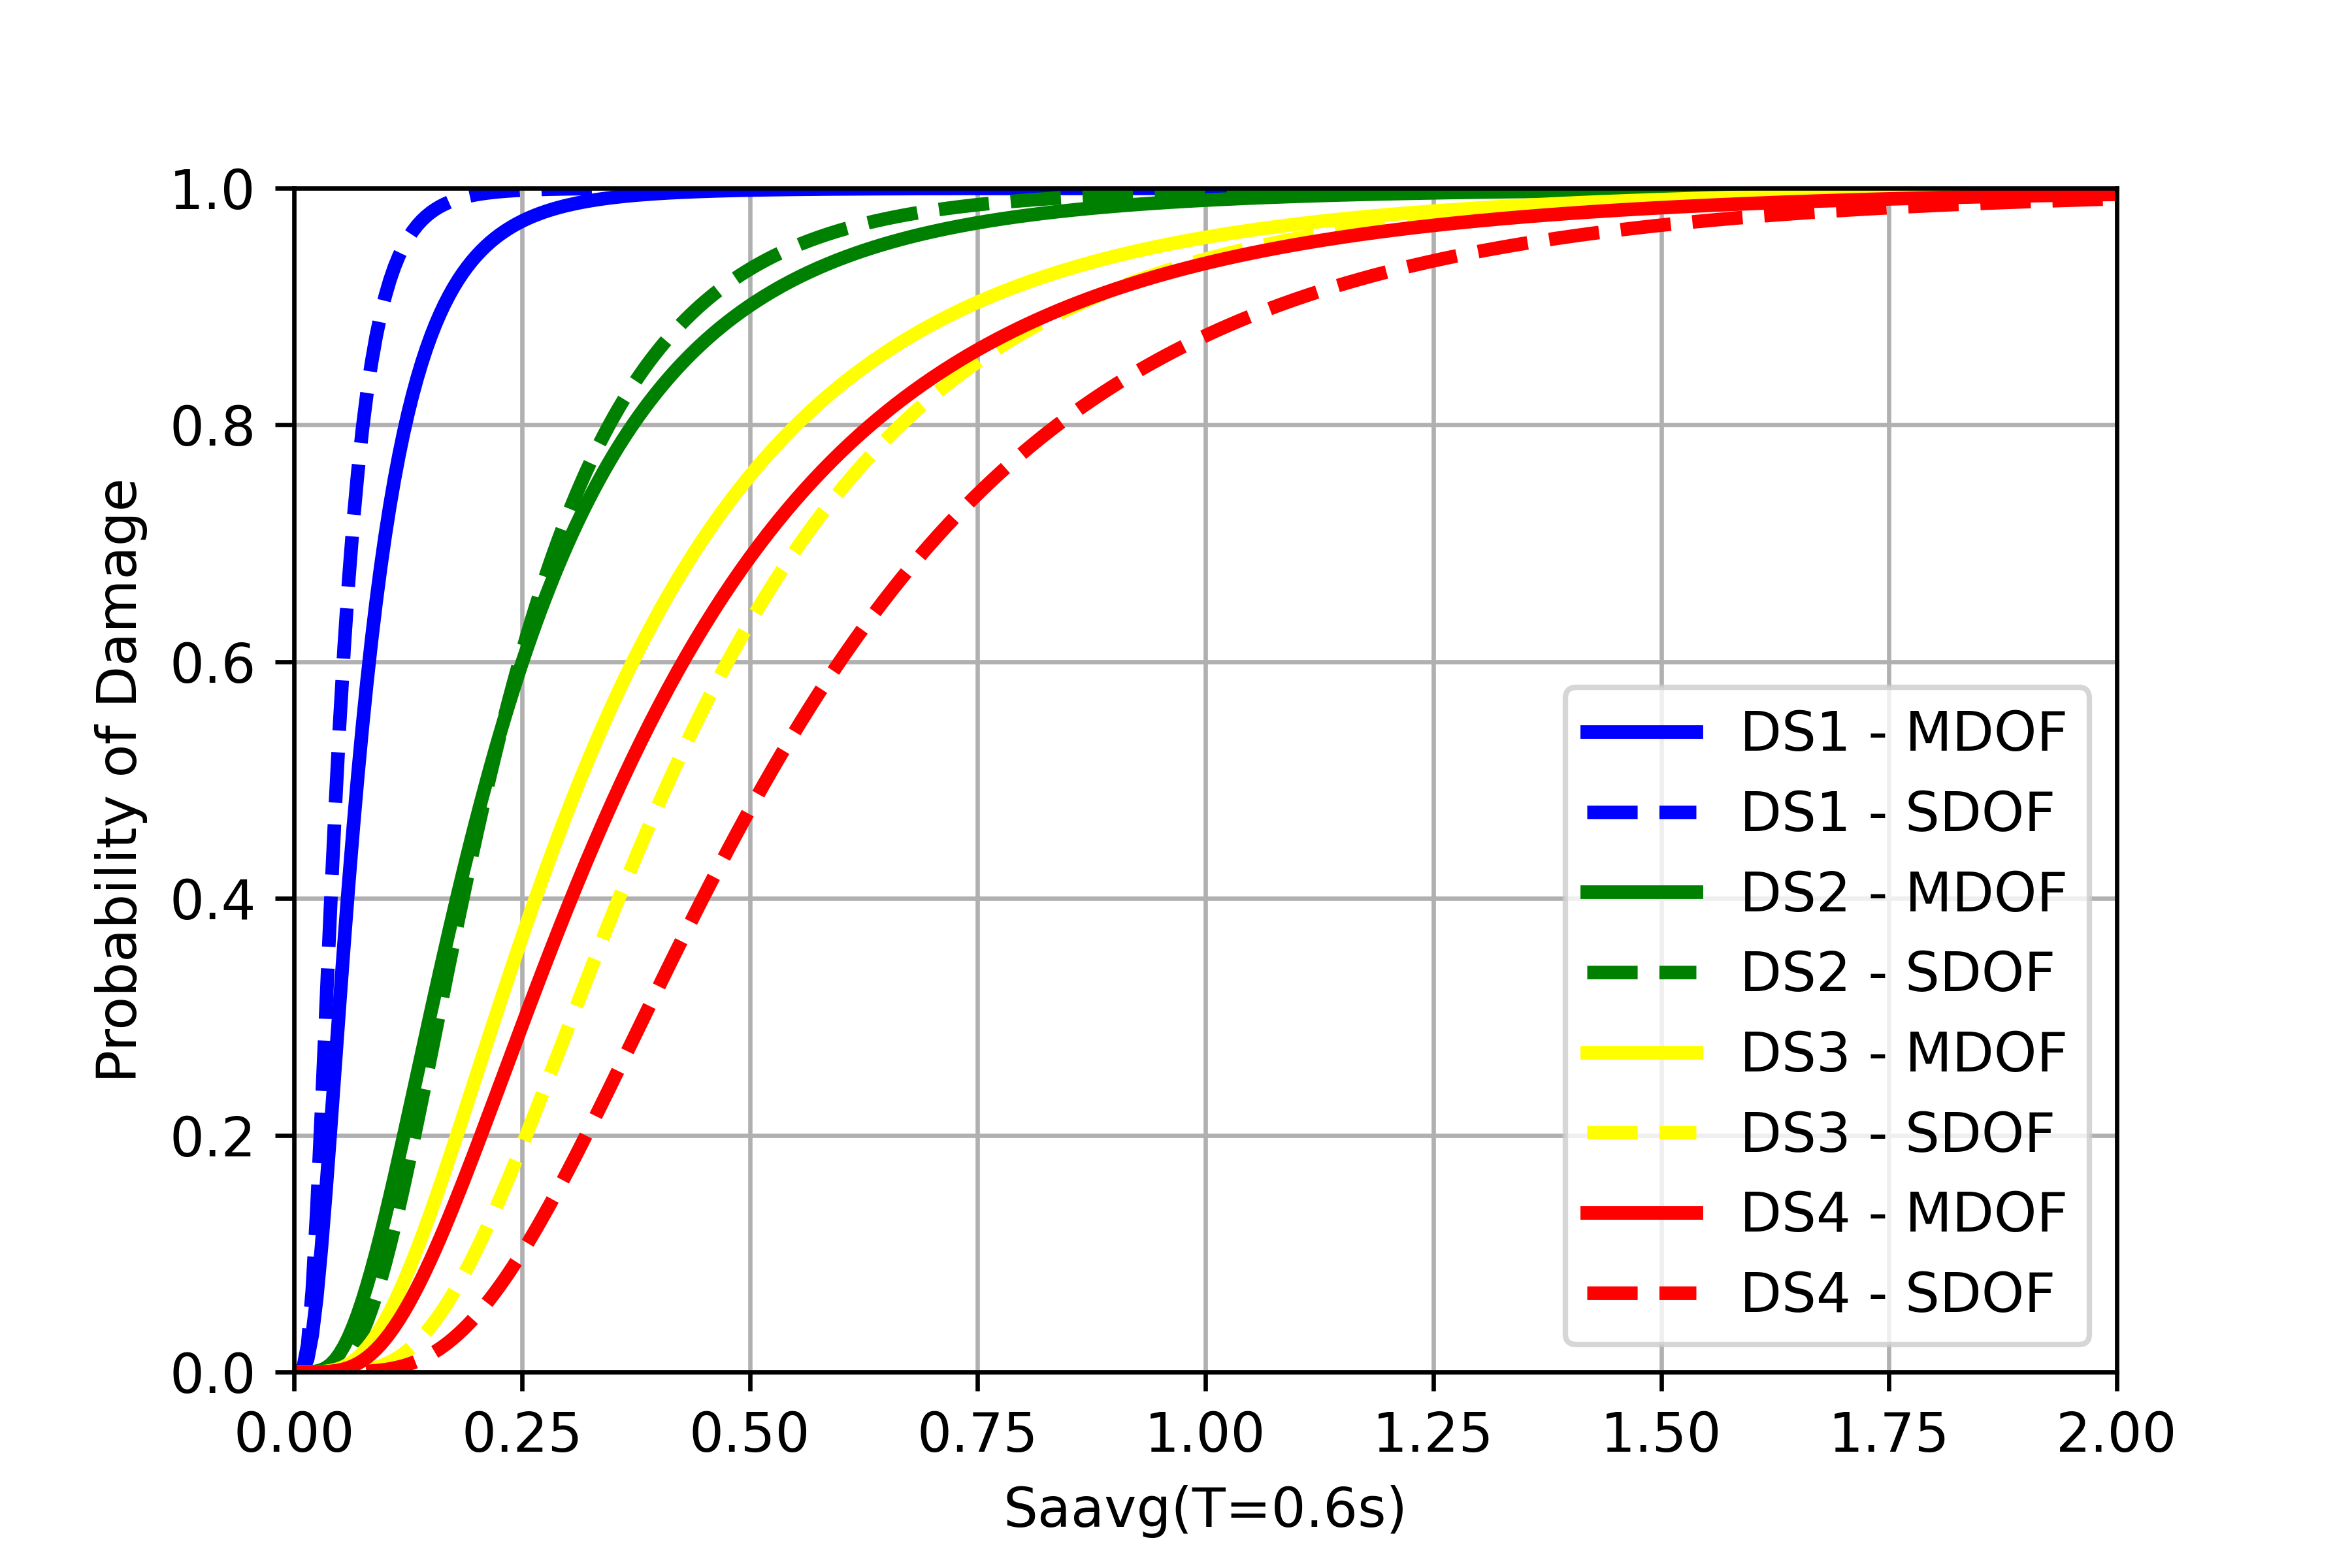 1.0
0.8
0.6
0.4
0.2
0.0
Probability of Damage
0.00 0.25 0.50 0.75 1.00 1.25 1.50 1.75 2.00
Saavg(T=0.6s)
DS1 - MDOF
DS1 - SDOF
DS2 - MDOF
DS2 - SDOF
DS3 - MDOF
DS3 - SDOF
DS4 - MDOF
DS4 - SDOF